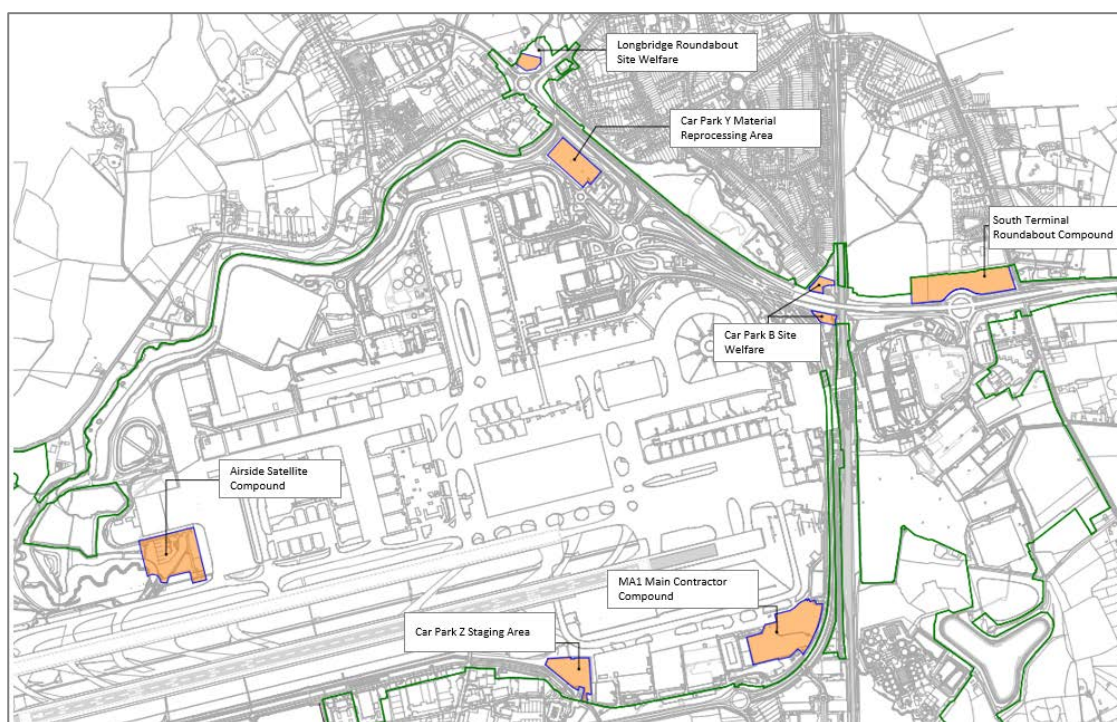 Longbridge Roundabout
Site Welfare
Car Park Y Material
Reprocessing Area
South Terminal
Roundabout Compound
Car Park B Site
Welfare
Airside Satellite
Compound
MA1 Main Contractor
Compound
Car Park Z Staging Area